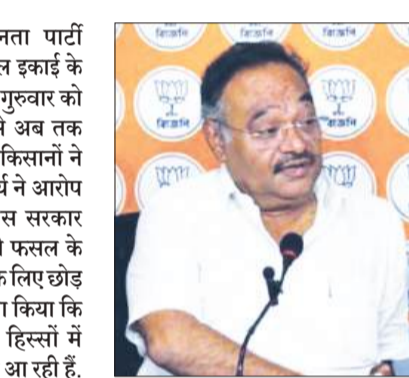 नता पार्टी
ल इकाई के
गुरुवार को
अब तक
किसानों ने
र्य ने आरोप
स सरकार
फसल के
लिए छोड़
किया कि
हिस्सों में
आ रही हैं.
বিজেপি
বিজেপি
বিজেপি
বিজেপি